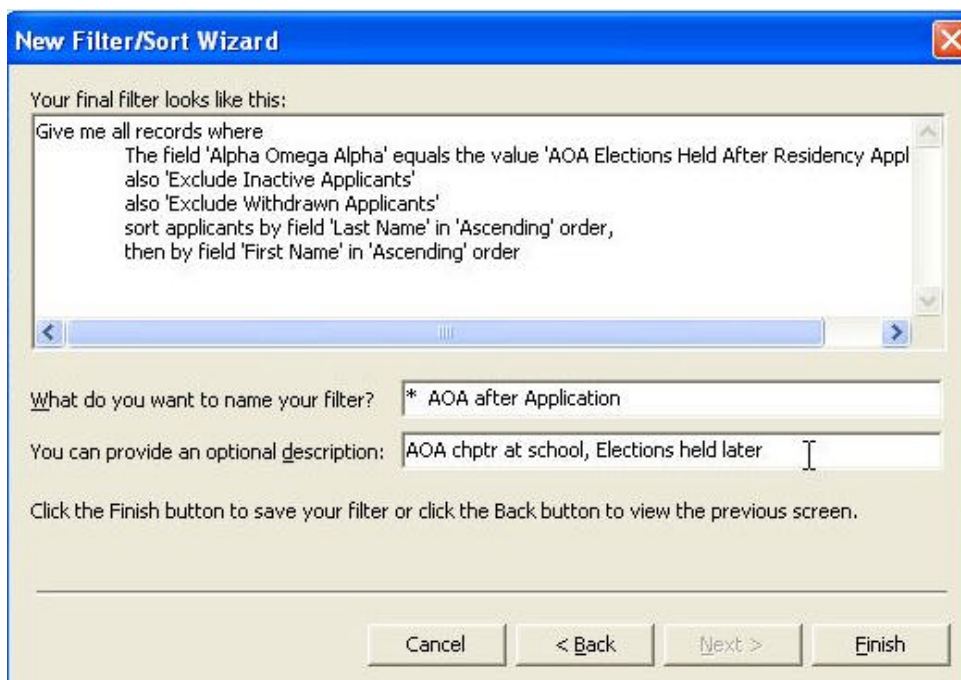 New Filter/Sort Wizard
Your final filter looks like this:
Give me all records where
The field 'Alpha Omega Alpha' equals the value 'AOA Elections Held After Residency Appl
also 'Exclude Inactive Applicants'
also 'Exclude Withdrawn Applicants'
sort applicants by field 'Last Name' in 'Ascending' order,
then by field 'First Name' in 'Ascending' order
What do you want to name your filter? * AOA after Application
You can provide an optional description: AOA chptr at school, Elections held later
Click the Finish button to save your filter or click the Back button to view the previous screen.
Cancel < Back Next > Finish